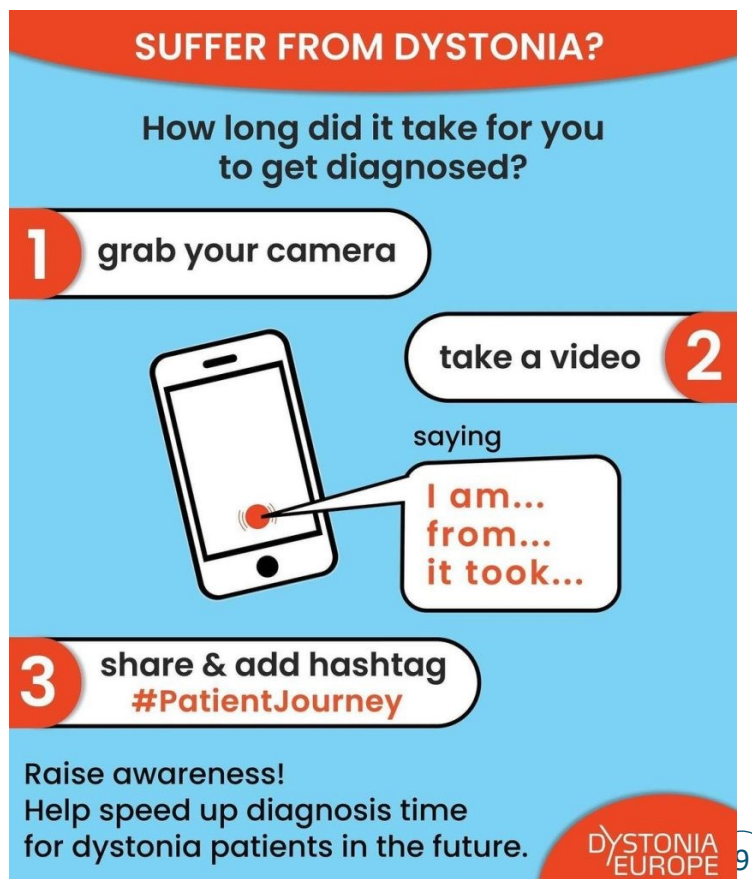 SUFFER FROM DYSTONIA?
How long did it take for you
to get diagnosed?
1
grab your camera
take a video
2
saying
I am...
from...
it took...
3
share & add hashtag
#PatientJourney
Raise awareness!
Help speed up diagnosis time
for dystonia patients in the future.
DYSTONIA
EUROPE
9